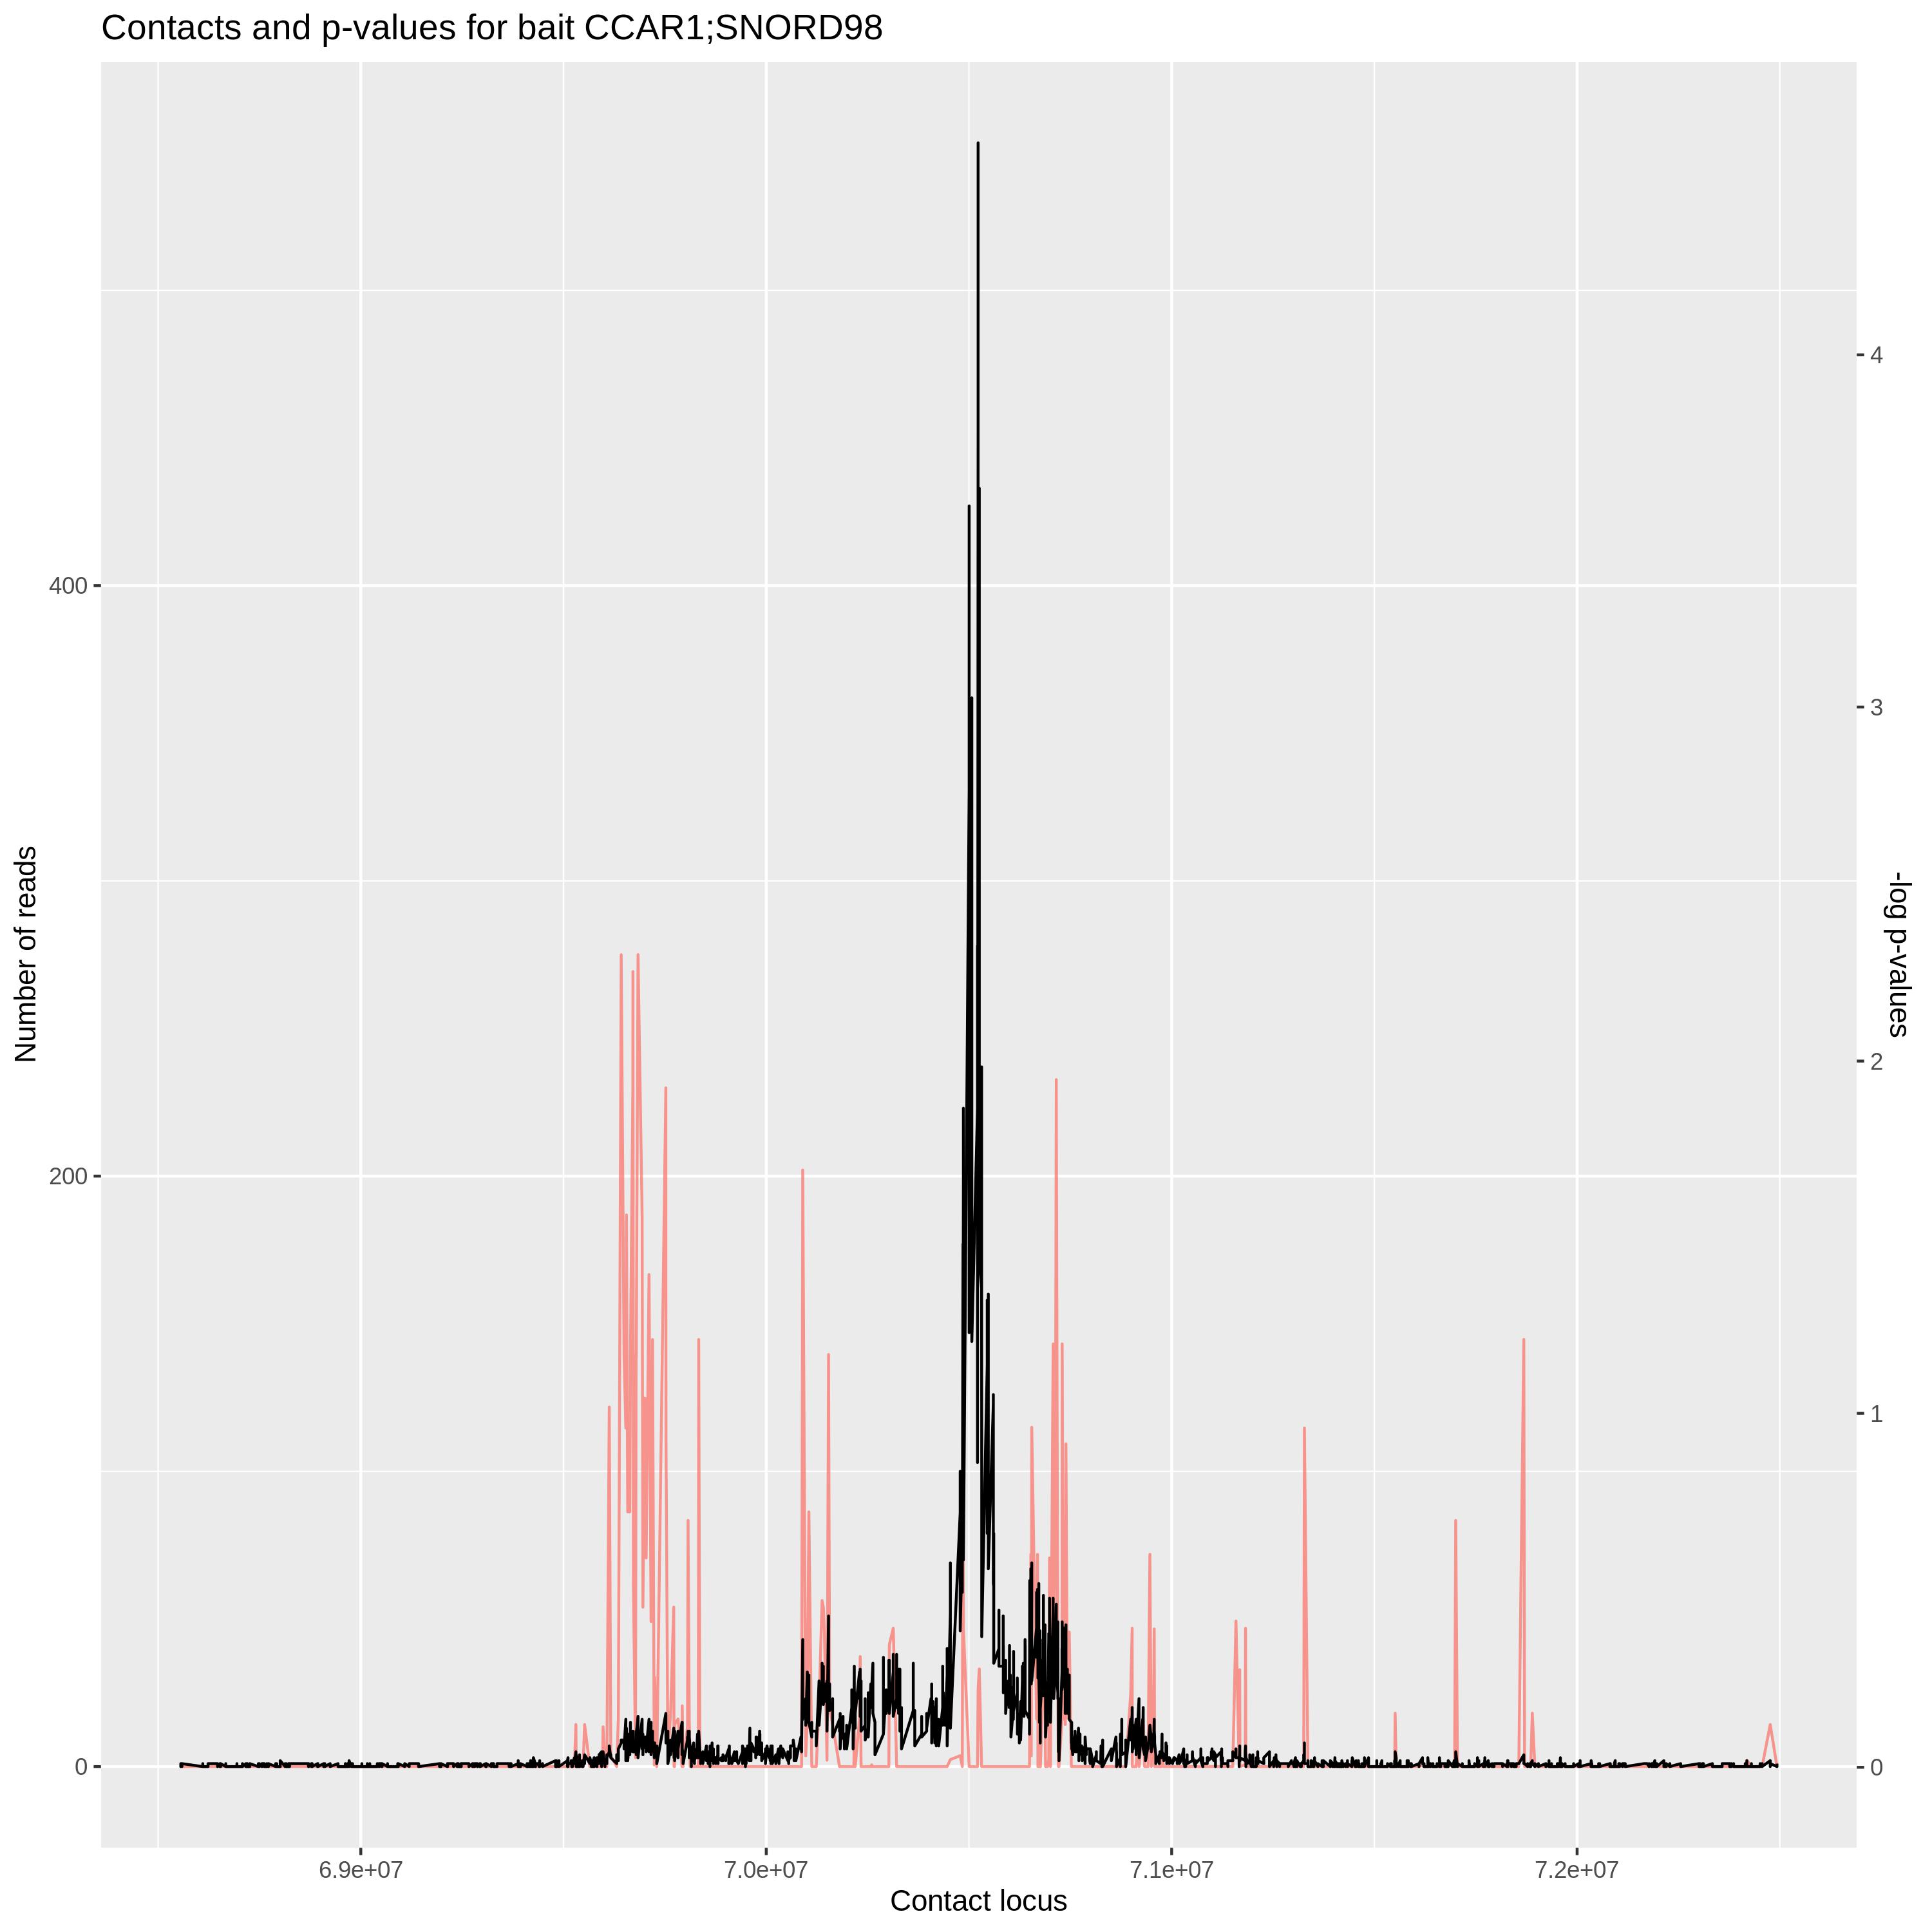 Contacts and p-values for bait CCAR1;SNORD98
Number of reads
400
200
0
4
3
2
1
0
-log p-values
6.9e+07 7.0e+07 7.1e+07 7.2e+07
Contact locus